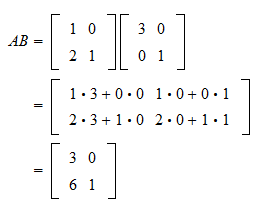 AB = [ 1 0 ] [ 3 0 ]
[ 2 1 ] [ 0 1 ]
= [ 1 • 3 + 0 • 0 1 • 0 + 0 • 1 ]
[ 2 • 3 + 1 • 0 2 • 0 + 1 • 1 ]
= [ 3 0 ]
[ 6 1 ]